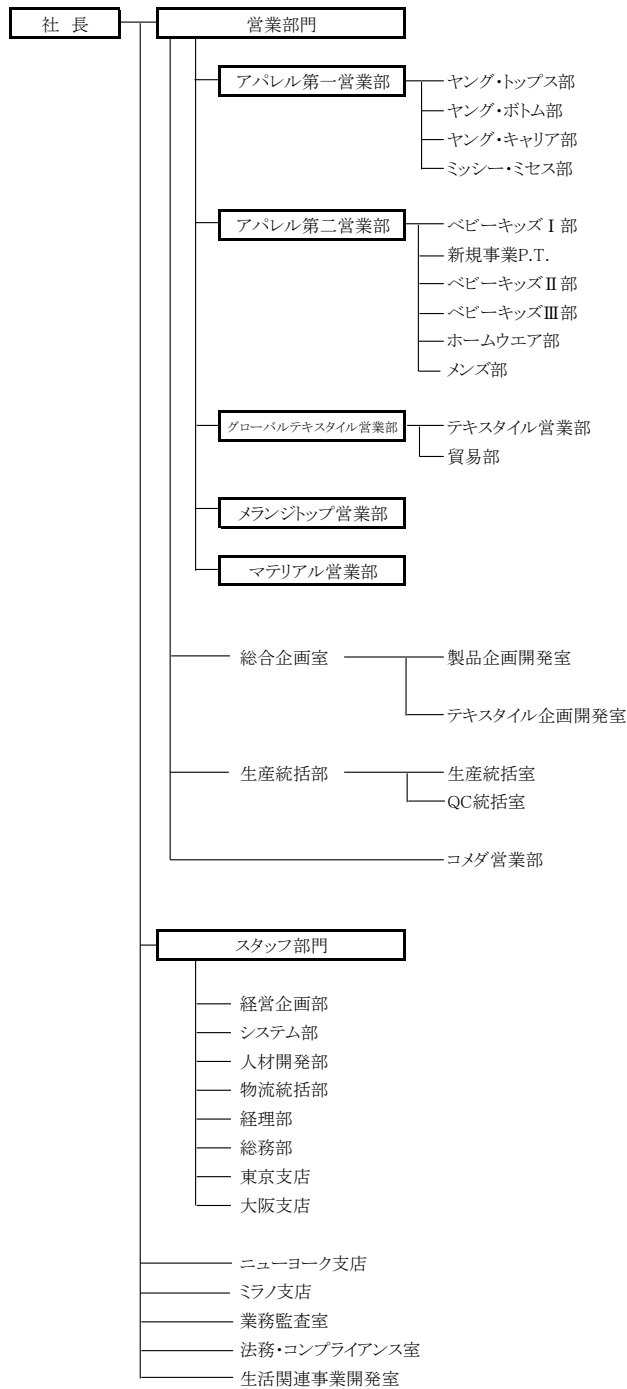 社 長
営業部門
アパレル第一営業部
ヤング・トップス部
ヤング・ボトム部
ヤング・キャリア部
ミッシー・ミセス部
アパレル第二営業部
ベビーキッズⅠ部
新規事業P.T.
ベビーキッズⅡ部
ベビーキッズⅢ部
ホームウエア部
メンズ部
グローバルテキスタイル営業部
テキスタイル営業部
貿易部
メランジトップ営業部
マテリアル営業部
総合企画室
製品企画開発室
テキスタイル企画開発室
生産統括部
生産統括室
QC統括室
コメダ営業部
スタッフ部門
経営企画部
システム部
人材開発部
物流統括部
経理部
総務部
東京支店
大阪支店
ニューヨーク支店
ミラノ支店
業務監査室
法務・コンプライアンス室
生活関連事業開発室